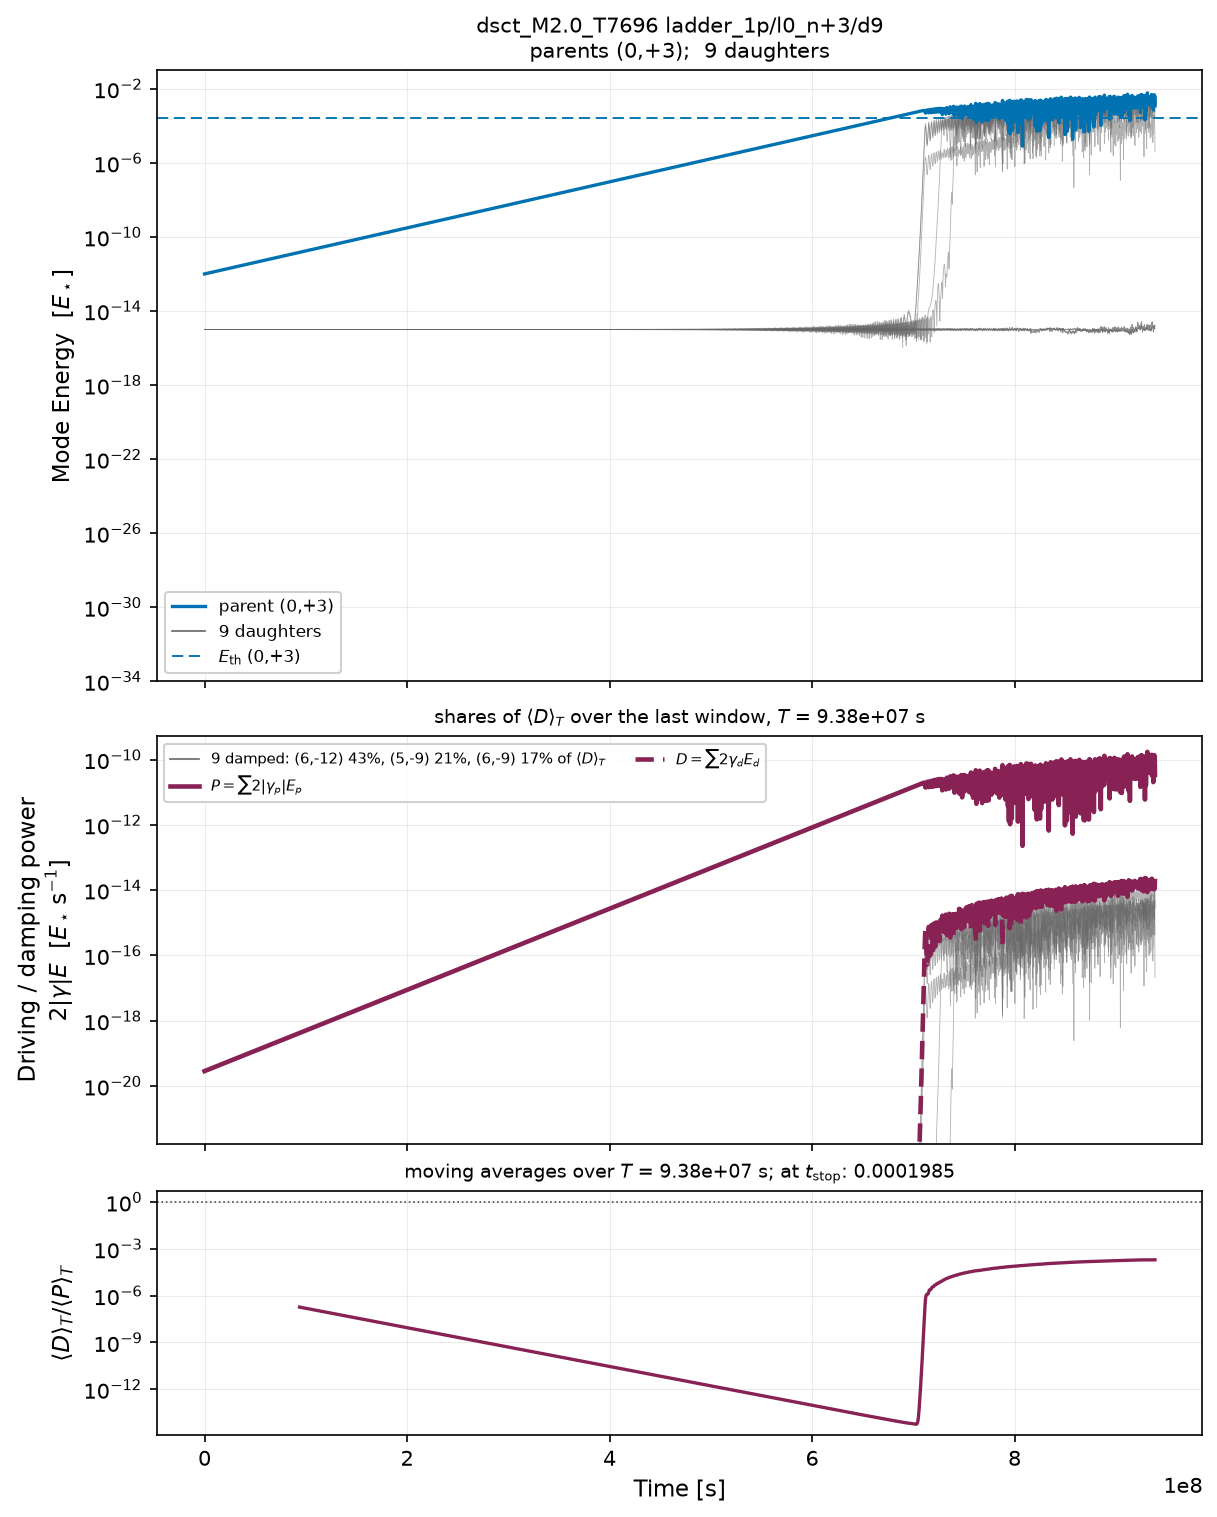 dsct_M2.0_T7696 ladder_1p/l0_n+3/d9
parents (0,+3);  9 daughters
Mode Energy [E⋆]
10⁻²
10⁻⁶
10⁻¹⁰
10⁻¹⁴
10⁻¹⁸
10⁻²²
10⁻²⁶
10⁻³⁰
10⁻³⁴
parent (0,+3)
9 daughters
E_th (0,+3)
shares of ⟨D⟩_T over the last window, T = 9.38e+07 s
Driving / damping power
2|γ|E [E⋆ s⁻¹]
10⁻¹⁰
10⁻¹²
10⁻¹⁴
10⁻¹⁶
10⁻¹⁸
10⁻²⁰
9 damped: (6,-12) 43%, (5,-9) 21%, (6,-9) 17% of ⟨D⟩_T
P = ∑2|γ_p|E_p
D = ∑2γ_dE_d
moving averages over T = 9.38e+07 s; at t_stop: 0.0001985
⟨D⟩_T/⟨P⟩_T
10⁰
10⁻³
10⁻⁶
10⁻⁹
10⁻¹²
0 2 4 6 8
Time [s]
1e8